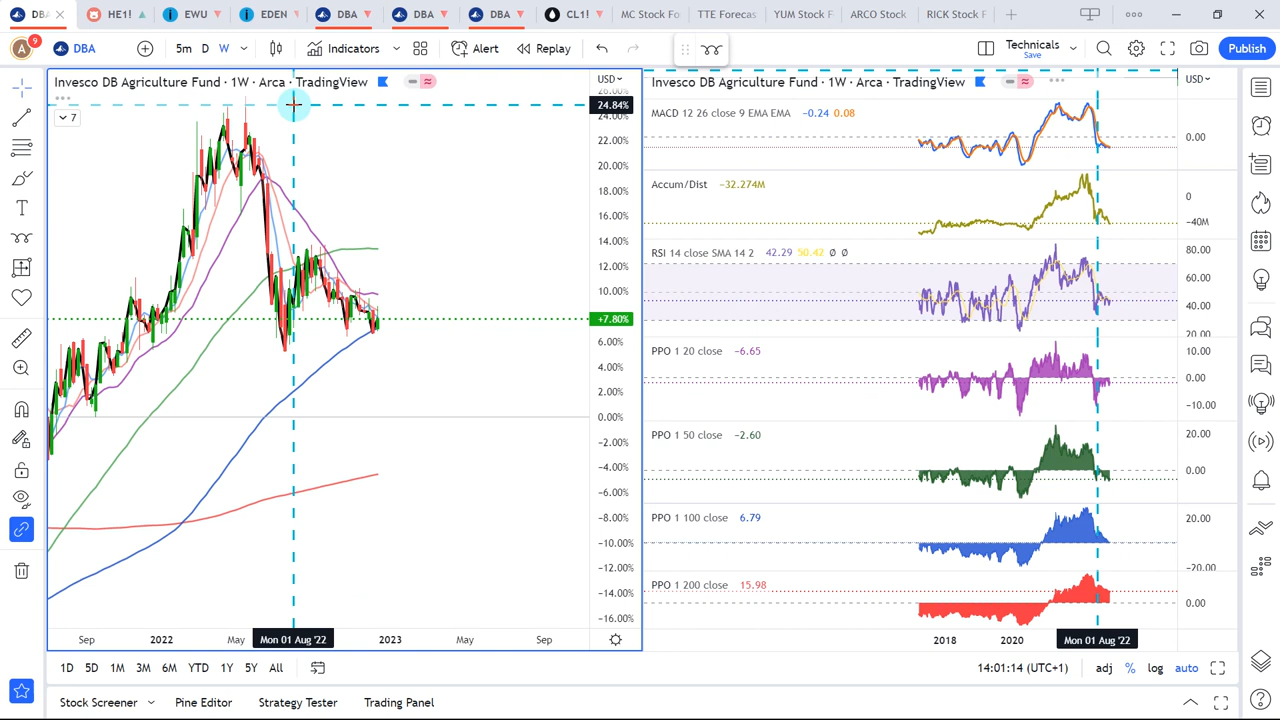 DBA
HE1!
EWU
EDEN
DBA
DBA
DBA
CL1!
MC Stock Fo
TTE Forecas
YUM Stock
ARCO Stock
RICK Stock F
A 9
DBA
5m D W
Indicators
Alert
Replay
Technicals
Save
Publish
Invesco DB Agriculture Fund · 1W · Arca · TradingView
7
USD
26.00%
24.84%
24.00%
22.00%
20.00%
18.00%
16.00%
14.00%
12.00%
10.00%
+7.80%
6.00%
4.00%
2.00%
0.00%
−2.00%
−4.00%
−6.00%
−8.00%
−10.00%
−12.00%
−14.00%
−16.00%
Sep 2022 May Mon 01 Aug '22 2023 May Sep
Invesco DB Agriculture Fund · 1W · Arca · TradingView
USD
MACD 12 26 close 9 EMA EMA −0.24 0.08
0.00
Accum/Dist −32.274M
0
−40M
RSI 14 close SMA 14 2 42.29 50.42 Ø Ø
80.00
60.00
40.00
20.00
PPO 1 20 close −6.65
10.00
0.00
−10.00
PPO 1 50 close −2.60
20.00
0.00
PPO 1 100 close 6.79
20.00
−20.00
PPO 1 200 close 15.98
0.00
2018 2020 Mon 01 Aug '22
1D 5D 1M 3M 6M YTD 1Y 5Y All
14:01:14 (UTC+1) adj % log auto
Stock Screener Pine Editor Strategy Tester Trading Panel